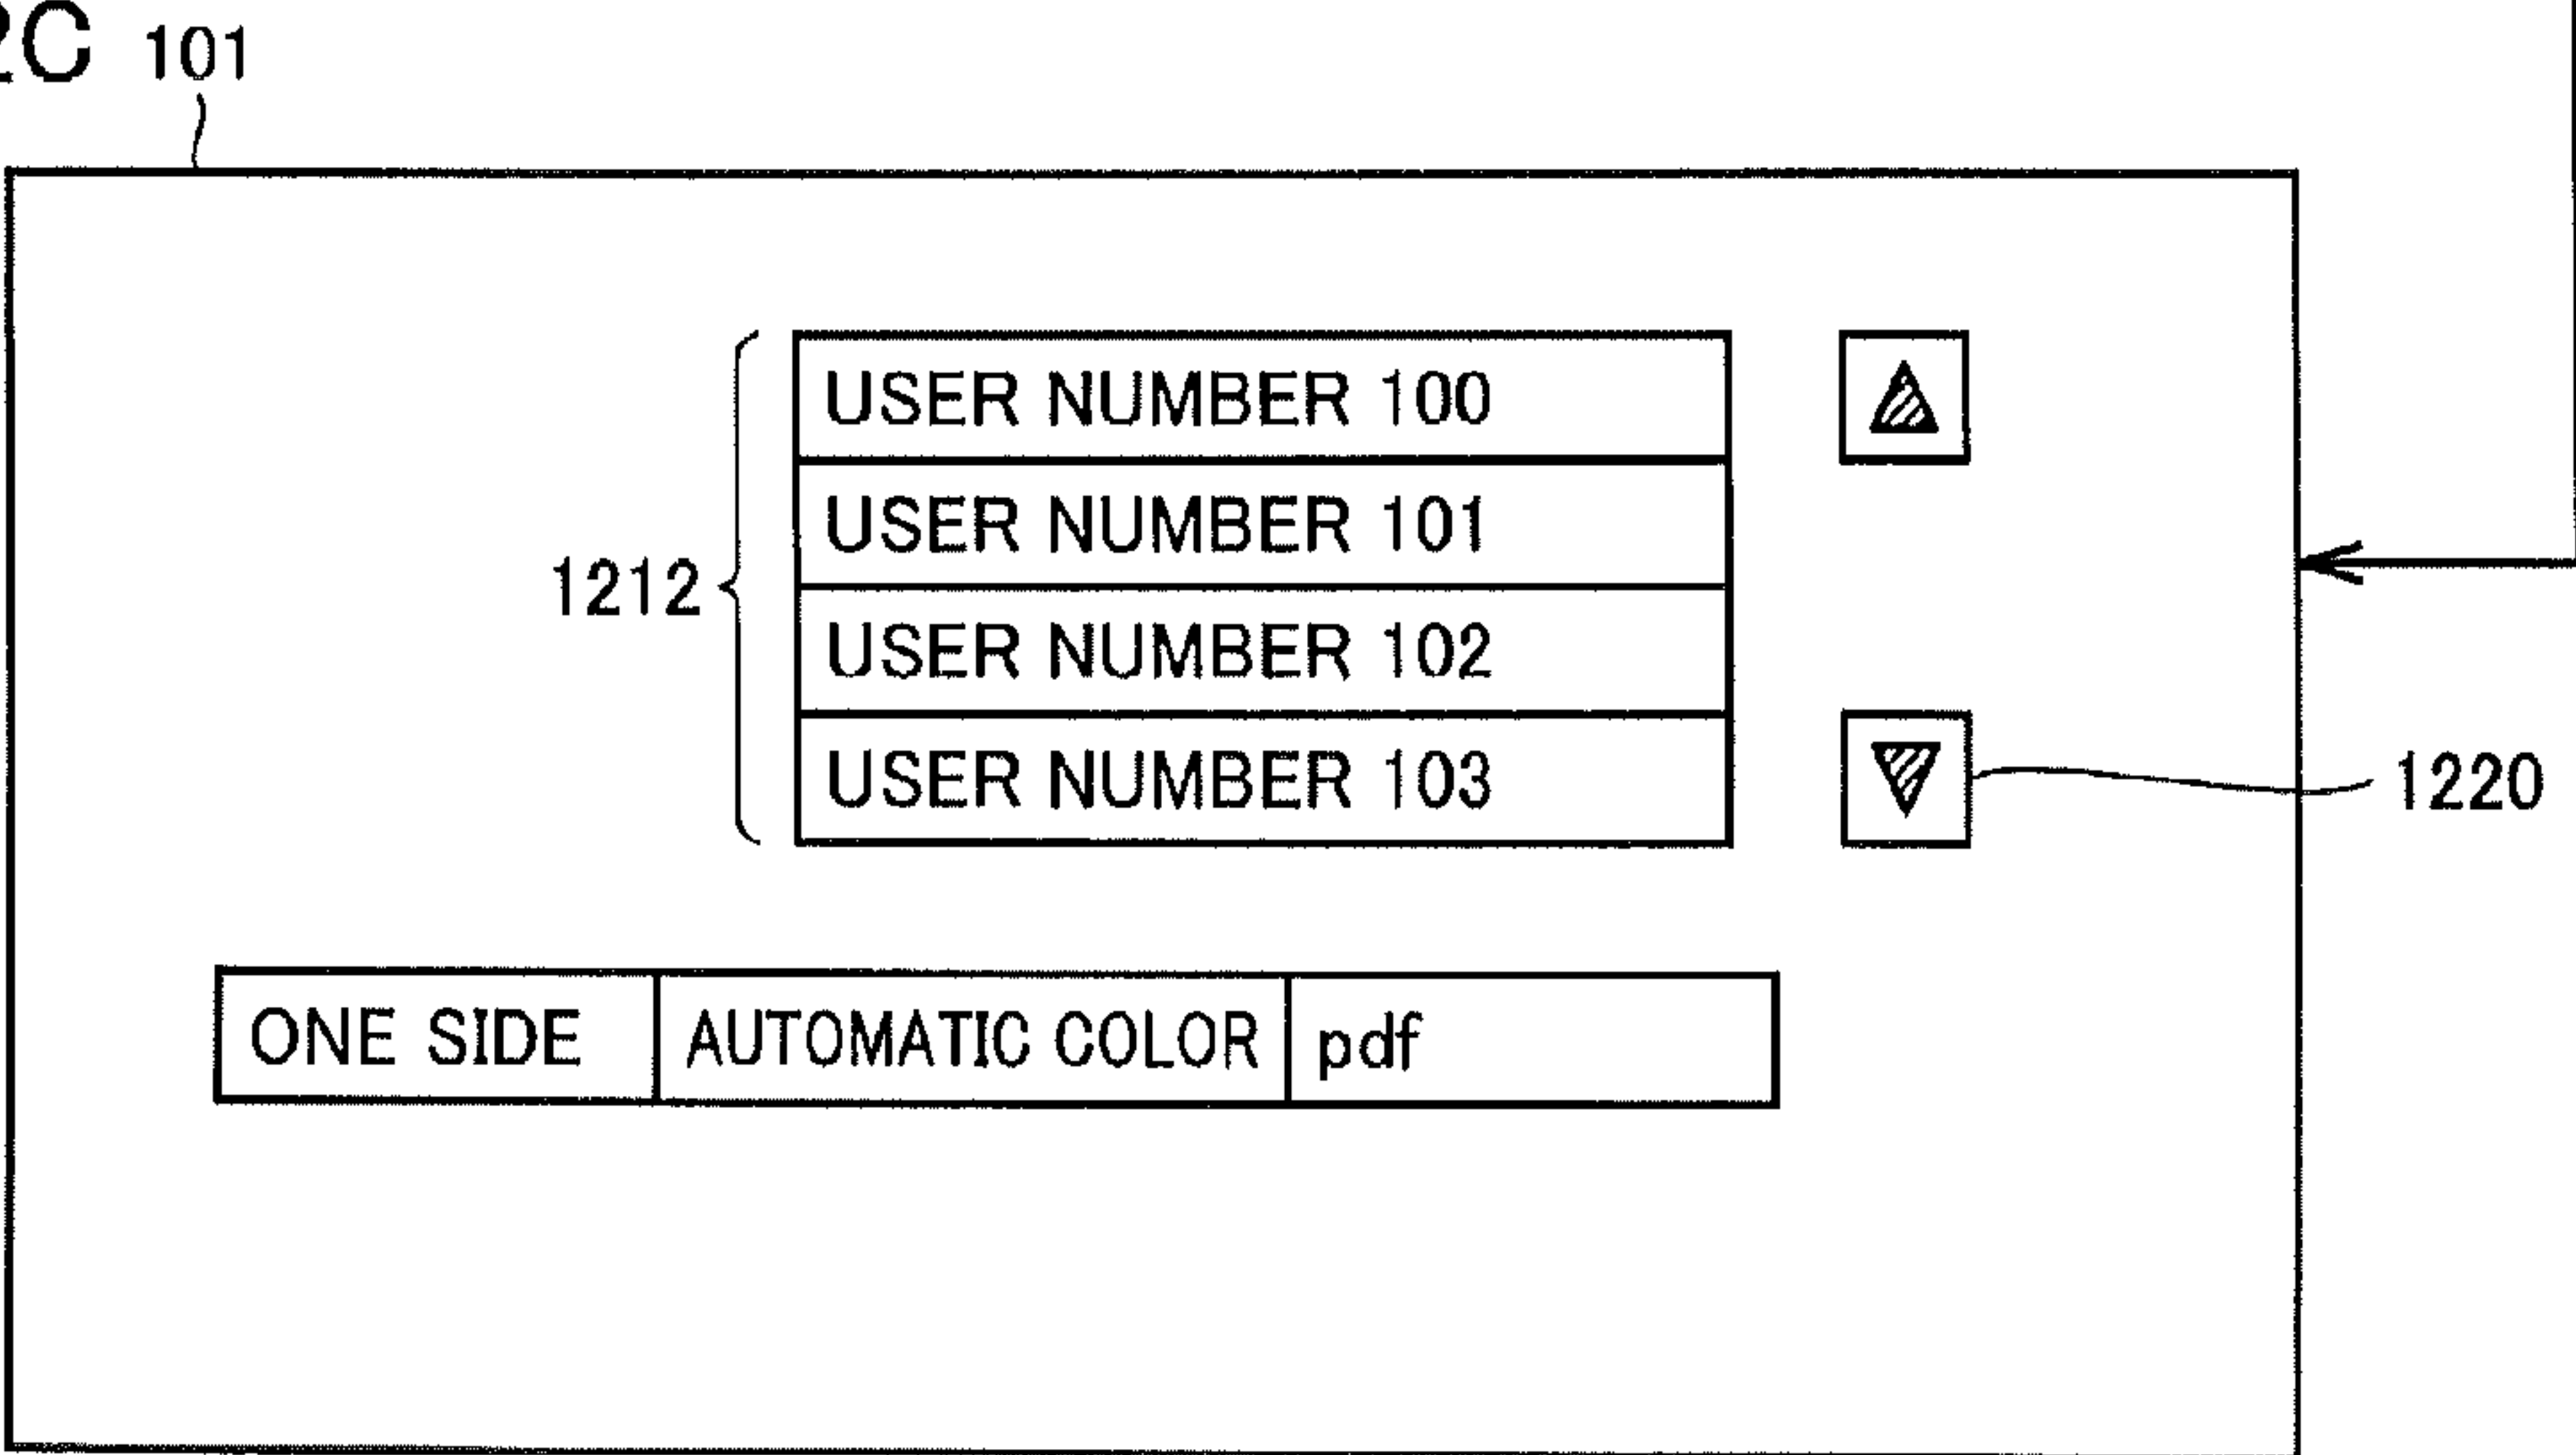 2C 101
USER NUMBER 100
USER NUMBER 101
1212
USER NUMBER 102
USER NUMBER 103
1220
ONE SIDE AUTOMATIC COLOR pdf